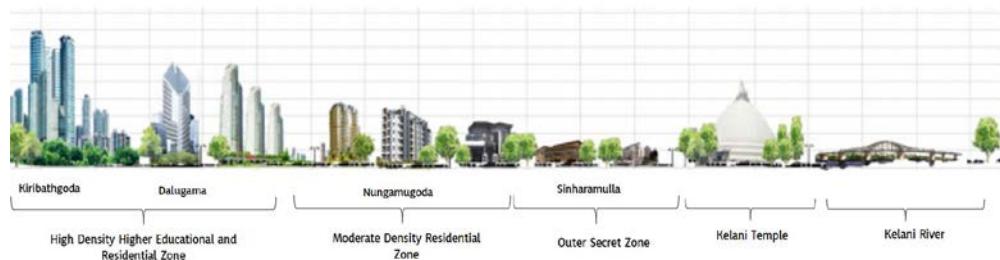 Kiribathgoda
Dalugama
Nungamugoda
Sinharamulla
High Density Higher Educational and
Residential Zone
Moderate Density Residential
Zone
Outer Secret Zone
Kelani Temple
Kelani River